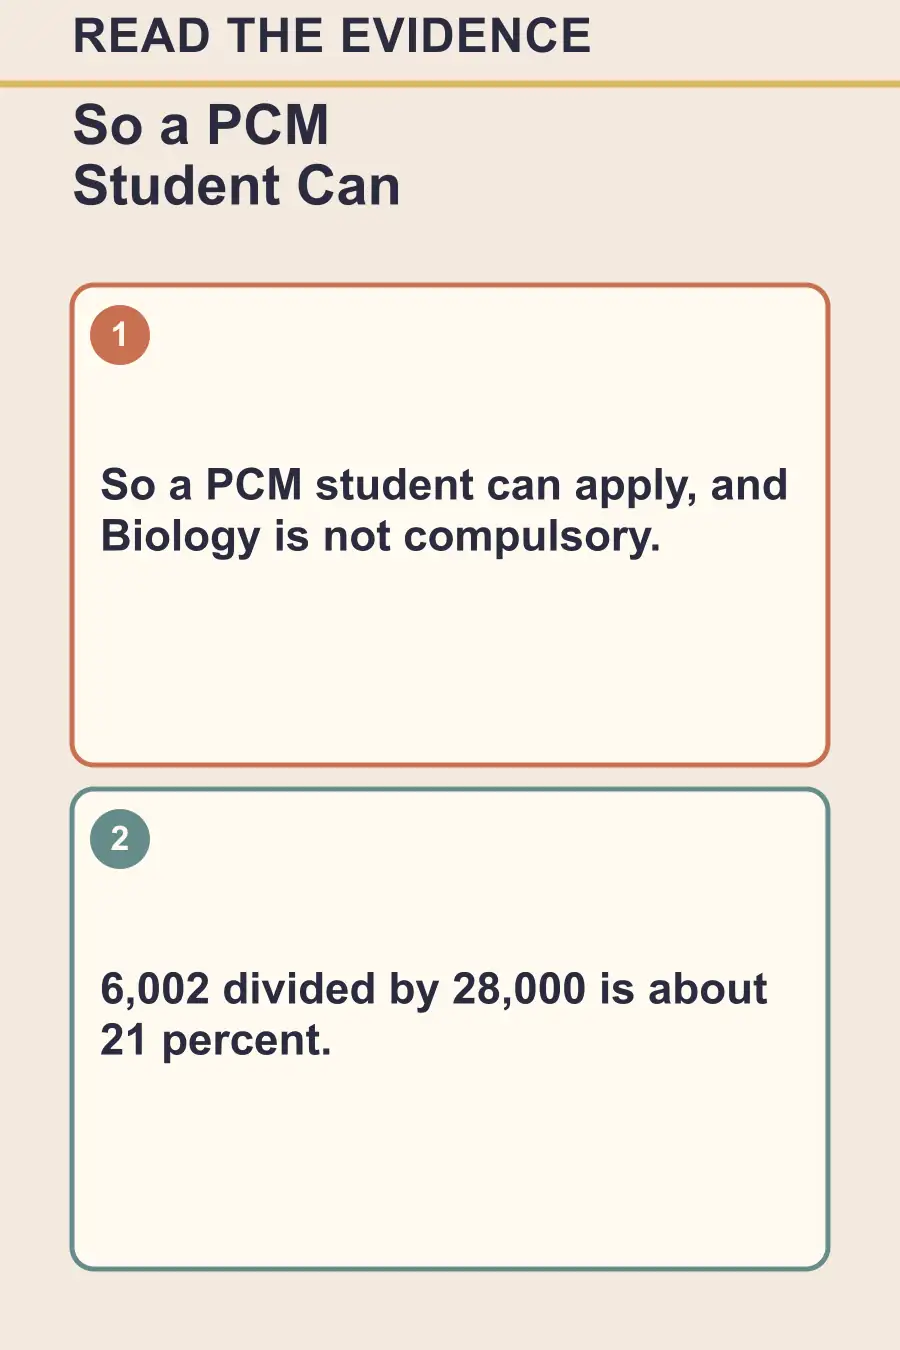 READ THE EVIDENCE
So a PCM
Student Can
1
So a PCM student can apply, and
Biology is not compulsory.
2
6,002 divided by 28,000 is about
21 percent.